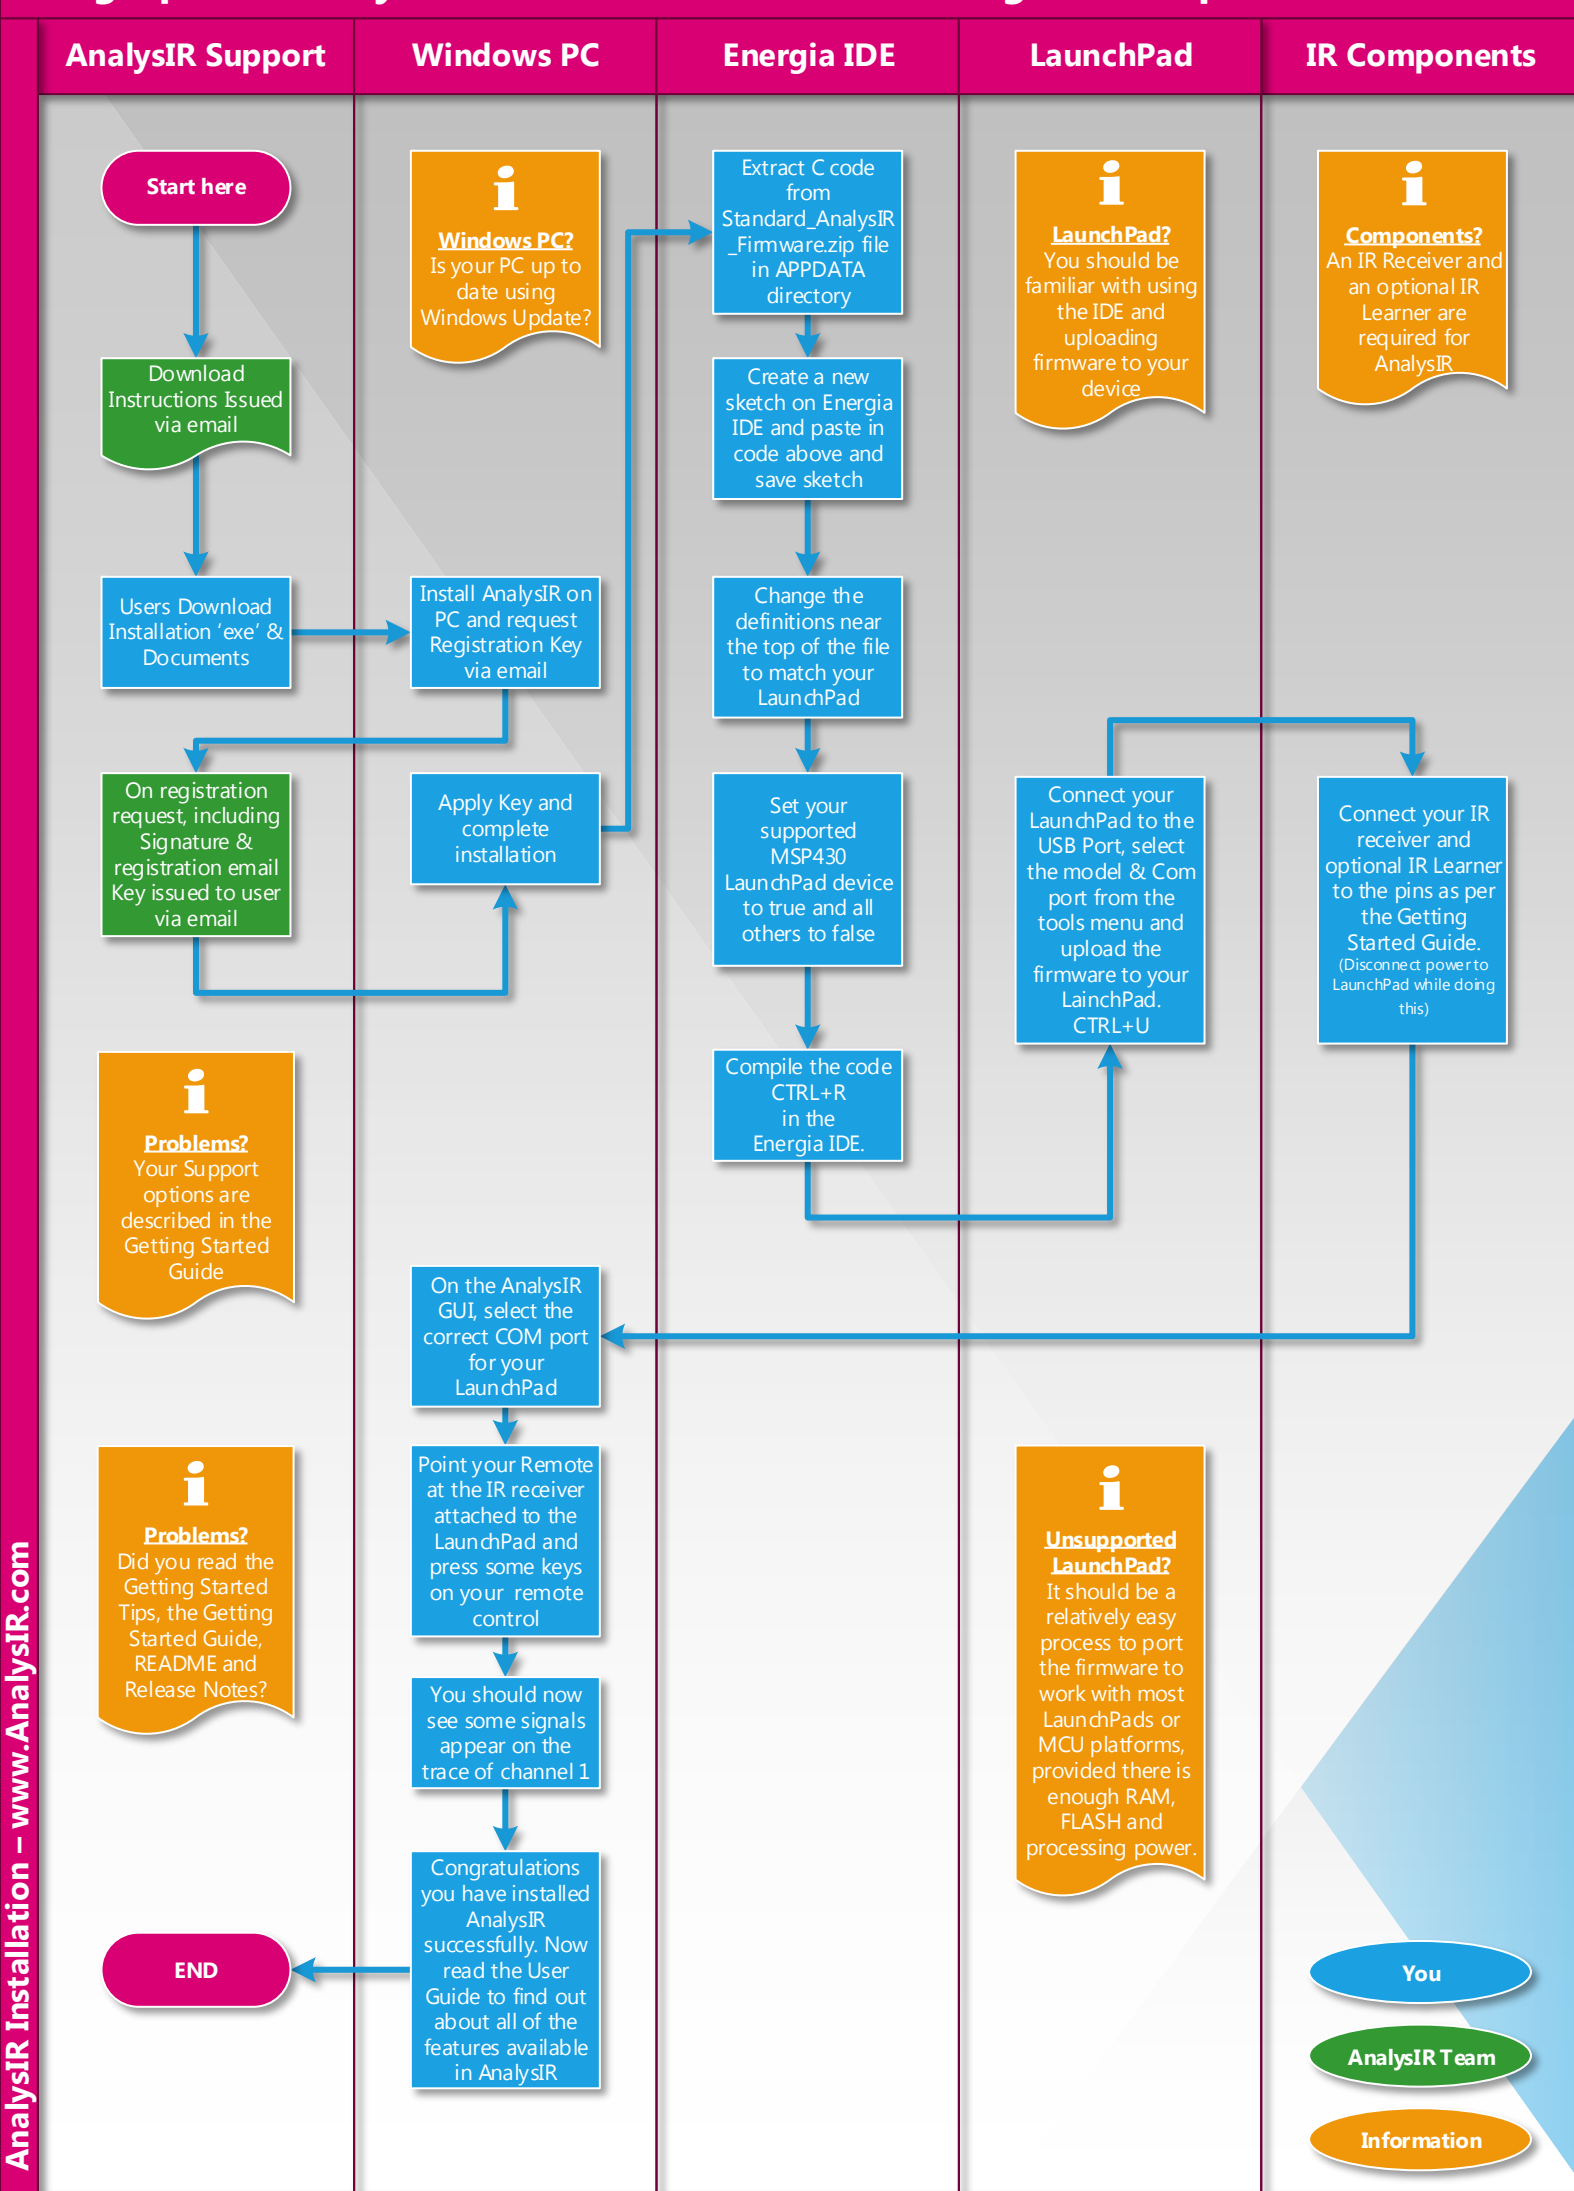 AnalysIR Support
Windows PC
Energia IDE
LaunchPad
IR Components
Start here
Download
Instructions Issued
via email
Users Download
Installation ‘exe’ &
Documents
On registration
request, including
Signature &
registration email
Key issued to user
via email
Problems?
Your Support
options are
described in the
Getting Started
Guide
Problems?
Did you read the
Getting Started
Tips, the Getting
Started Guide,
README and
Release Notes?
END
Windows PC?
Is your PC up to
date using
Windows Update?
Install AnalysIR on
PC and request
Registration Key
via email
Apply Key and
complete
installation
On the AnalysIR
GUI, select the
correct COM port
for your
LaunchPad
Point your Remote
at the IR receiver
attached to the
LaunchPad and
press some keys
on your remote
control
You should now
see some signals
appear on the
trace of channel 1
Congratulations
you have installed
AnalysIR
successfully. Now
read the User
Guide to find out
about all of the
features available
in AnalysIR
Extract C code
from
Standard_AnalysIR
_Firmware.zip file
in APPDATA
directory
Create a new
sketch on Energia
IDE and paste in
code above and
save sketch
Change the
definitions near
the top of the file
to match your
LaunchPad
Set your
supported
MSP430
LaunchPad device
to true and all
others to false
Compile the code
CTRL+R
in the
Energia IDE.
LaunchPad?
You should be
familiar with using
the IDE and
uploading
firmware to your
device
Connect your
LaunchPad to the
USB Port, select
the model & Com
port from the
tools menu and
upload the
firmware to your
LainchPad.
CTRL+U
Unsupported
LaunchPad?
It should be a
relatively easy
process to port
the firmware to
work with most
LaunchPads or
MCU platforms,
provided there is
enough RAM,
FLASH and
processing power.
Components?
An IR Receiver and
an optional IR
Learner are
required for
AnalysIR
Connect your IR
receiver and
optional IR Learner
to the pins as per
the Getting
Started Guide.
(Disconnect power to
LaunchPad while doing
this)
You
AnalysIR Team
Information
AnalysIR Installation – www.AnalysIR.com